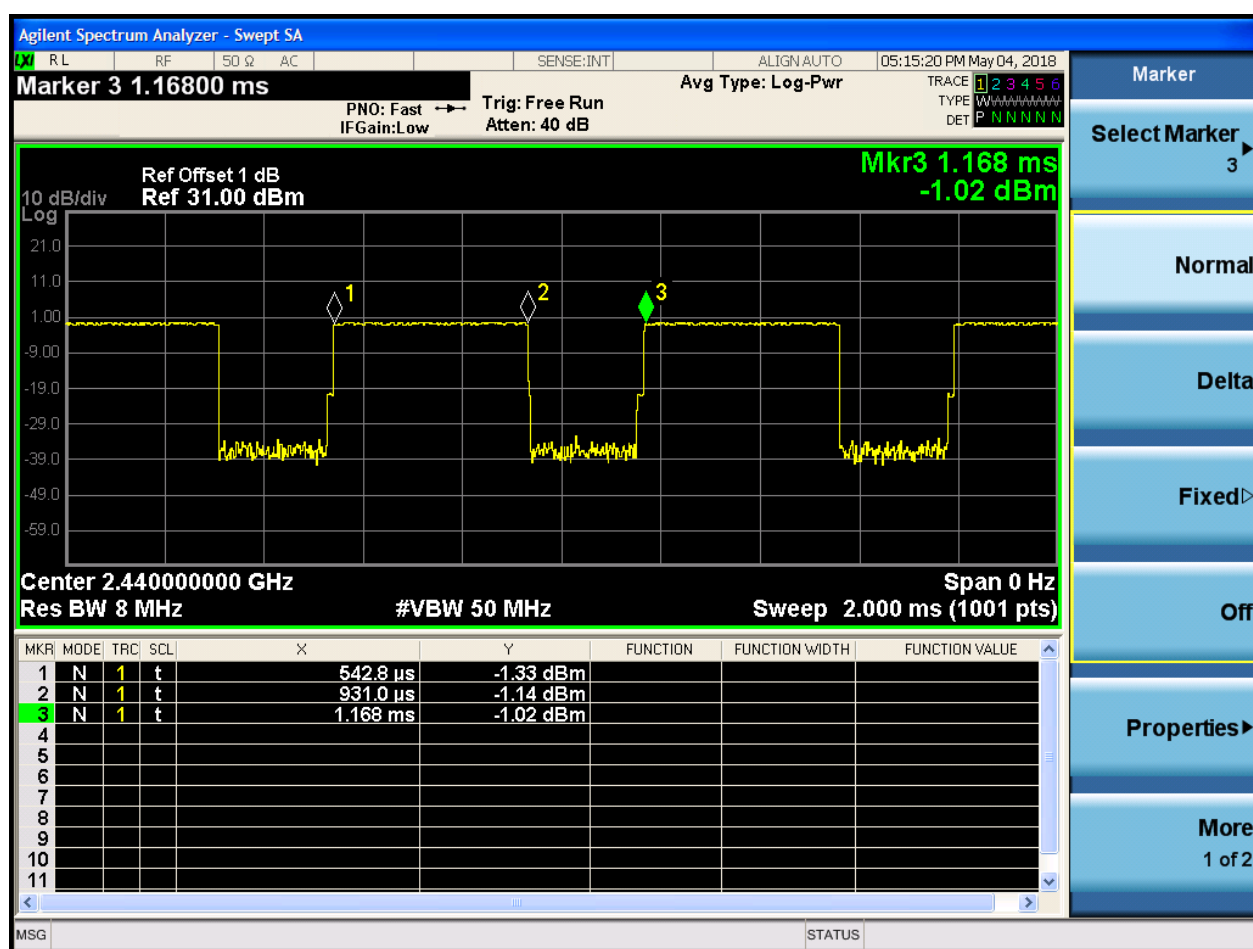 Agilent Spectrum Analyzer - Swept SA
LXI RL RF 50 Ω AC SENSE:INT ALIGN AUTO 05:15:20 PM May 04, 2018
Marker 3 1.16800 ms
PNO: Fast
IFGain:Low
Trig: Free Run
Atten: 40 dB
Avg Type: Log-Pwr
TRACE 1 2 3 4 5 6
TYPE WWWWWW
DET P N N N N N
Mkr3 1.168 ms
-1.02 dBm
Ref Offset 1 dB
10 dB/div Ref 31.00 dBm
Log
21.0
11.0
1.00
-9.00
-19.0
-29.0
-39.0
-49.0
-59.0
1
2
3
Center 2.440000000 GHz Span 0 Hz
Res BW 8 MHz #VBW 50 MHz Sweep 2.000 ms (1001 pts)
MKR MODE TRC SCL X Y FUNCTION FUNCTION WIDTH FUNCTION VALUE
1 N 1 t 542.8 µs -1.33 dBm
2 N 1 t 931.0 µs -1.14 dBm
3 N 1 t 1.168 ms -1.02 dBm
4
5
6
7
8
9
10
11
MSG STATUS
Marker
Select Marker
3
Normal
Delta
Fixed
Off
Properties
More
1 of 2